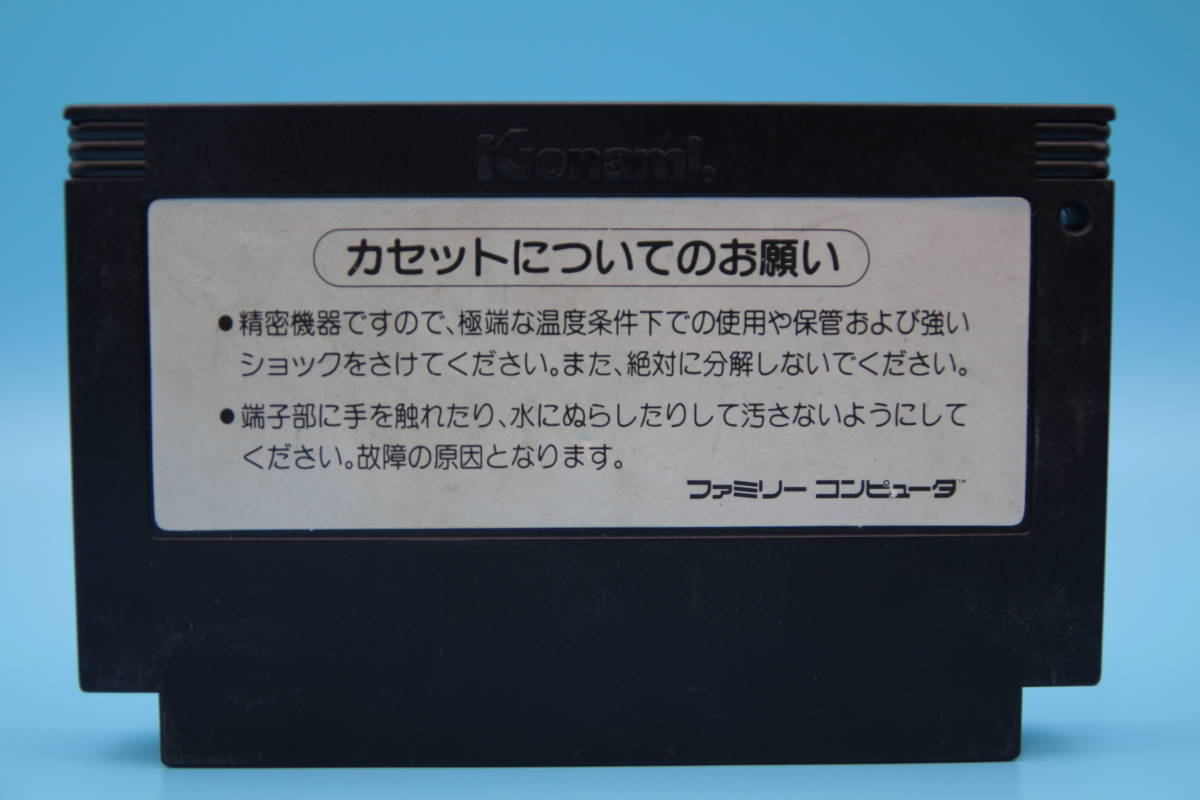 Konami.
カセットについてのお願い
●精密機器ですので、極端な温度条件下での使用や保管および強い
ショックをさけてください。また、絶対に分解しないでください。
●端子部に手を触れたり、水にぬらしたりして汚さないようにして
ください。故障の原因となります。
ファミリー コンピュータ™